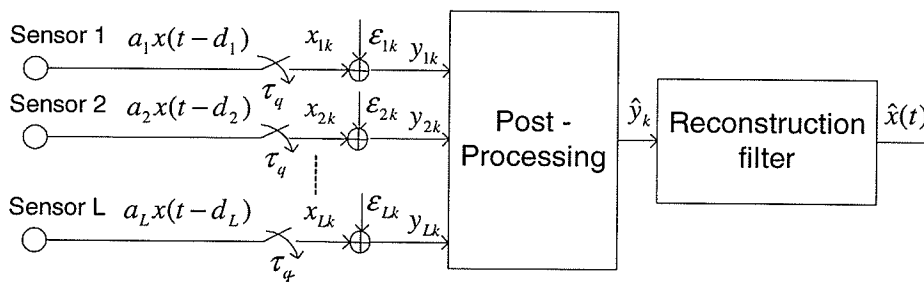 Sensor 1 a₁x(t−d₁) x₁ₖ ε₁ₖ y₁ₖ
τ_q
Sensor 2 a₂x(t−d₂) x₂ₖ ε₂ₖ y₂ₖ
τ_q
Sensor L a_Lx(t−d_L) x_Lk ε_Lk y_Lk
τ_q
Post -
Processing
ŷₖ
Reconstruction
filter
x̂(t)